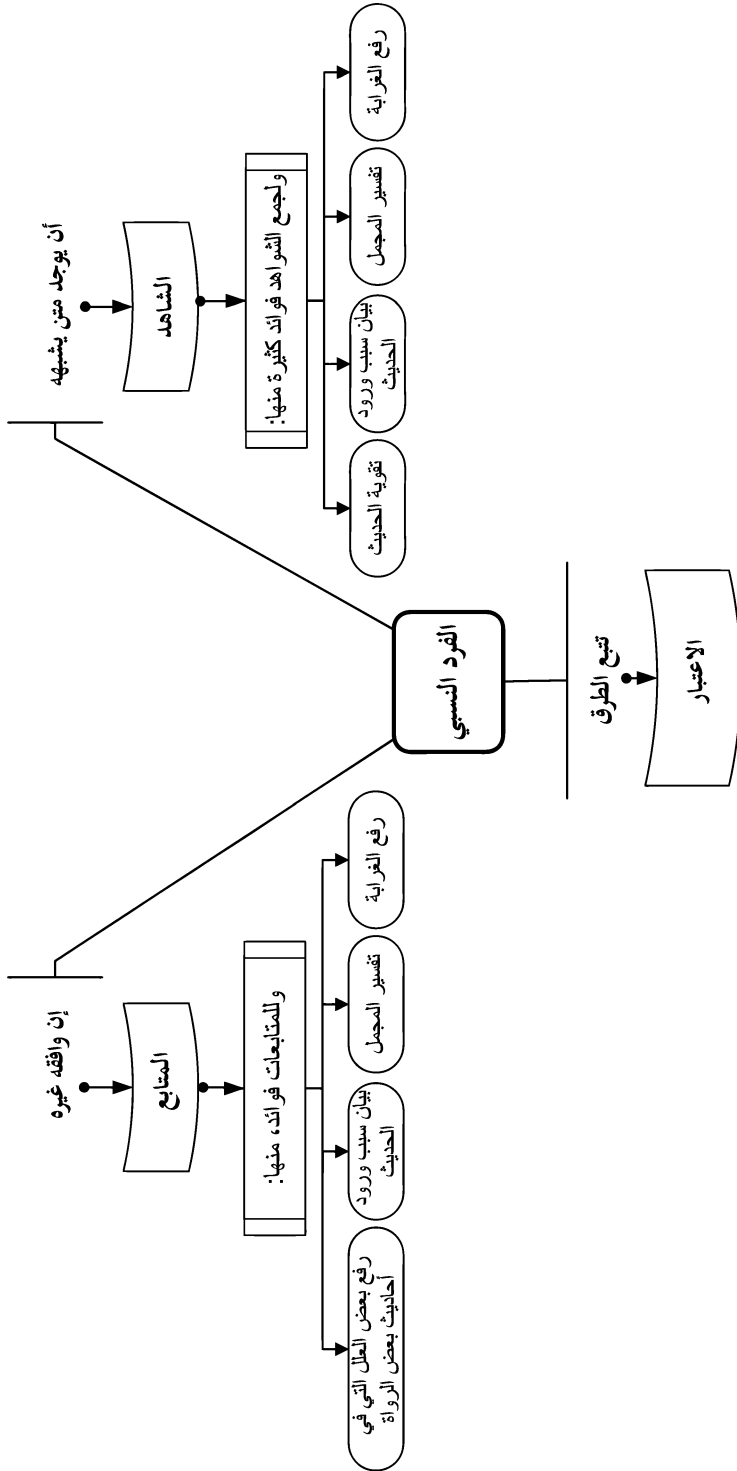 الفرد النسبي
أن يوجد متن يشبهه
الشاهد
ولجمع الشواهد فوائد كثيرة منها:
رفع الغرابة
تفسير المجمل
بيان سبب ورود
الحديث
تقوية الحديث
إن وافقه غيره
المتابع
وللمتابعات فوائد، منها:
رفع الغرابة
تفسير المجمل
بيان سبب ورود
الحديث
رفع بعض العلل التي في
أحاديث بعض الرواة
تتبع الطرق
الاعتبار